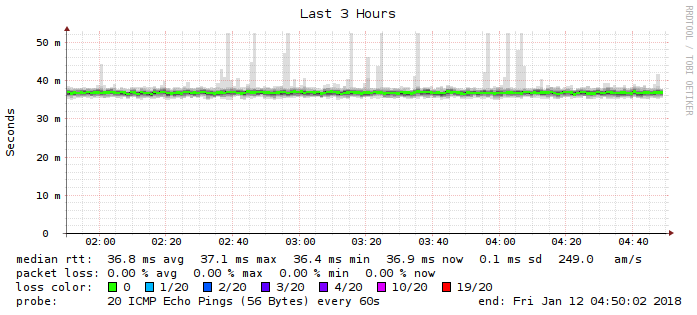 Last 3 Hours
RRDTOOL / TOBI OETIKER
Seconds
50 m
40 m
30 m
20 m
10 m
0
02:00 02:20 02:40 03:00 03:20 03:40 04:00 04:20 04:40
median rtt: 36.8 ms avg 37.1 ms max 36.4 ms min 36.9 ms now 0.1 ms sd 249.0 am/s
packet loss: 0.00 % avg 0.00 % max 0.00 % min 0.00 % now
loss color: 0 1/20 2/20 3/20 4/20 10/20 19/20
probe: 20 ICMP Echo Pings (56 Bytes) every 60s end: Fri Jan 12 04:50:02 2018